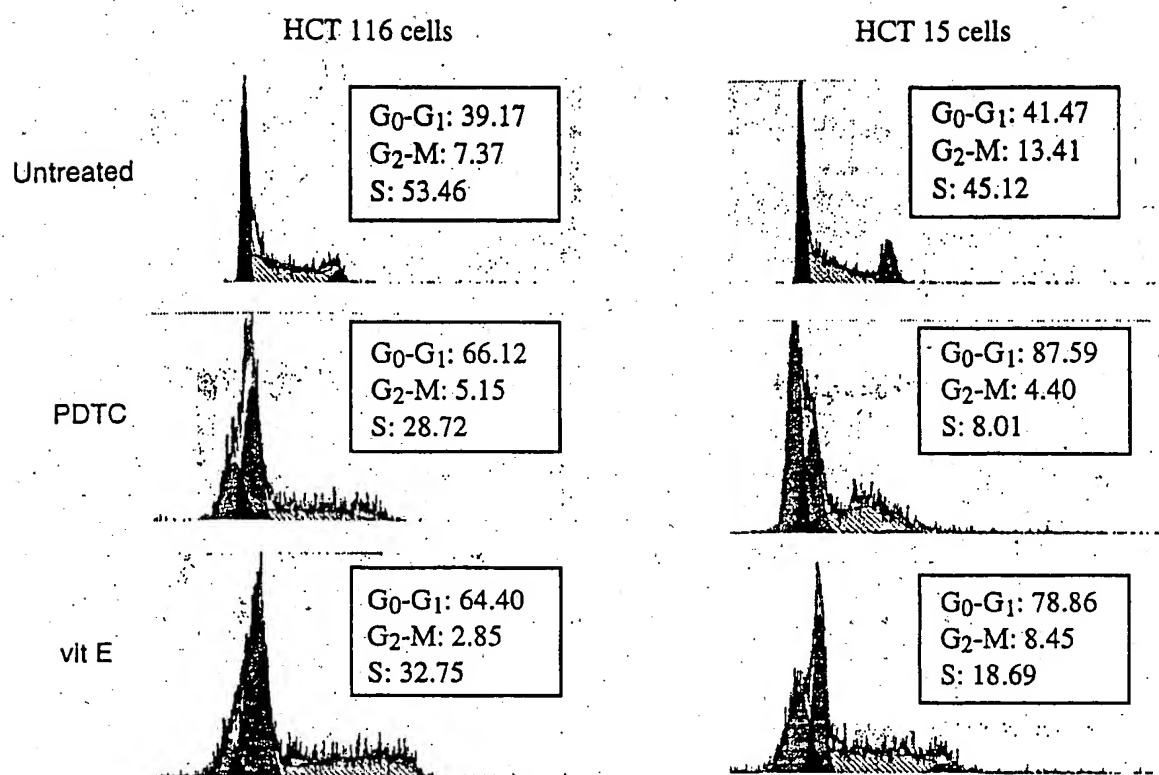 HCT 116 cells
HCT 15 cells
Untreated
G0-G1: 39.17
G2-M: 7.37
S: 53.46
G0-G1: 41.47
G2-M: 13.41
S: 45.12
PDTC
G0-G1: 66.12
G2-M: 5.15
S: 28.72
G0-G1: 87.59
G2-M: 4.40
S: 8.01
vit E
G0-G1: 64.40
G2-M: 2.85
S: 32.75
G0-G1: 78.86
G2-M: 8.45
S: 18.69